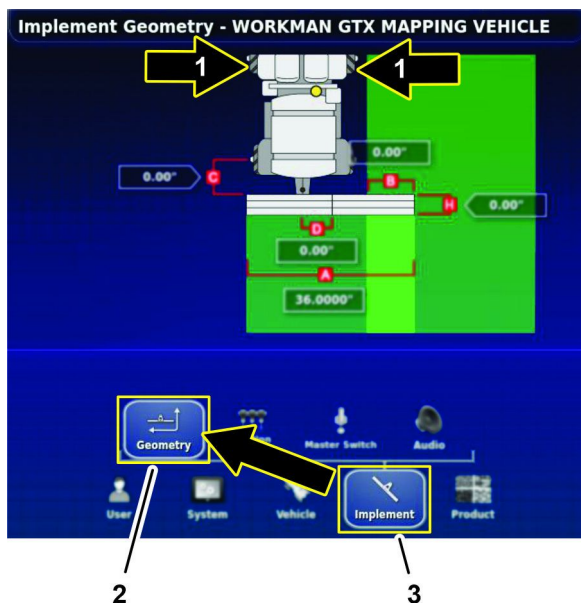 Implement Geometry - WORKMAN GTX MAPPING VEHICLE
1 1
0.00"
0.00"
C
B
H
0.00"
D
0.00"
A
36.0000"
Geometry
Master Switch
Audio
User
System
Vehicle
Implement
Product
2 3